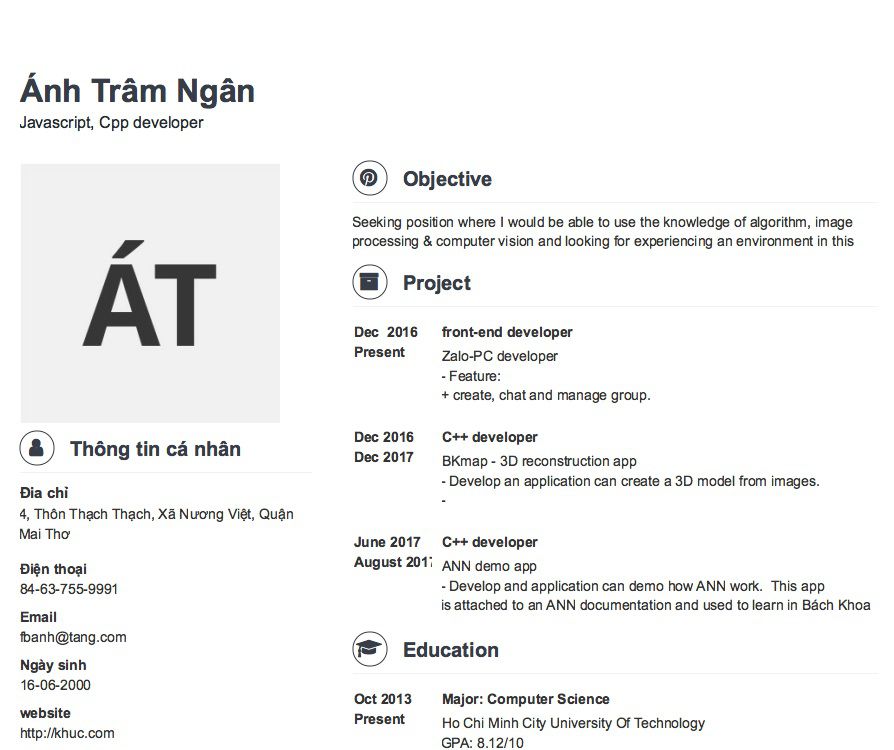 Ánh Trâm Ngân
Javascript, Cpp developer
ÁT
Thông tin cá nhân
Địa chỉ
4, Thôn Thạch Thạch, Xã Nương Việt, Quận
Mai Thơ
Điện thoại
84-63-755-9991
Email
fbanh@tang.com
Ngày sinh
16-06-2000
website
http://khuc.com
Objective
Seeking position where I would be able to use the knowledge of algorithm, image
processing & computer vision and looking for experiencing an environment in this
Project
Dec 2016 front-end developer
Present Zalo-PC developer
- Feature:
+ create, chat and manage group.
Dec 2016 C++ developer
Dec 2017 BKmap - 3D reconstruction app
- Develop an application can create a 3D model from images.
-
June 2017 C++ developer
August 2017 ANN demo app
- Develop and application can demo how ANN work. This app
is attached to an ANN documentation and used to learn in Bách Khoa
Education
Oct 2013 Major: Computer Science
Present Ho Chi Minh City University Of Technology
GPA: 8.12/10